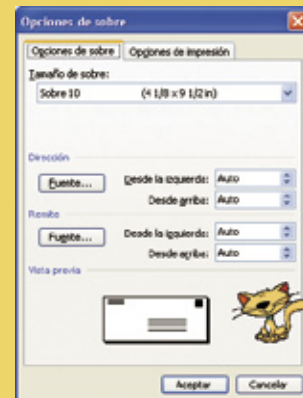 Opciones de sobre
Opciones de sobre Opciones de impresión
Tamaño de sobre:
Sobre 10 (4 1/8 x 9 1/2 in)
Dirección
Fuente... Desde la izquierda: Auto
Desde arriba: Auto
Remite
Fuente... Desde la izquierda: Auto
Desde arriba: Auto
Vista previa
Aceptar Cancelar